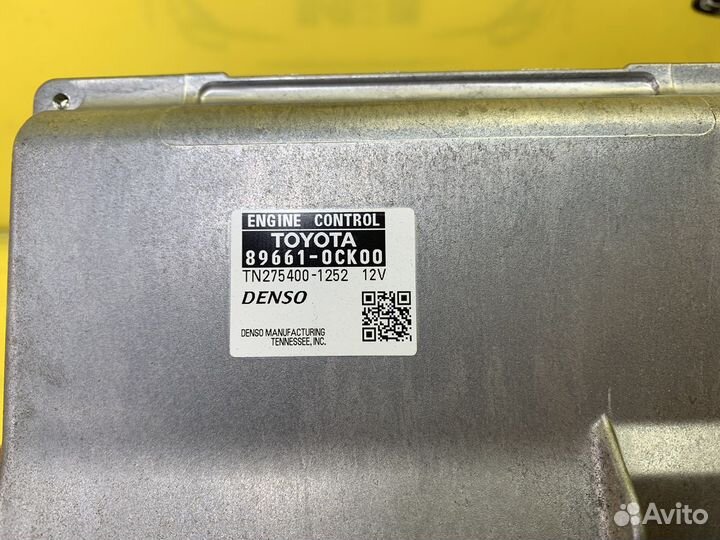 ENGINE CONTROL
TOYOTA
89661-0CK00
TN275400-1252 12V
DENSO
DENSO MANUFACTURING
TENNESSEE, INC.
Avito